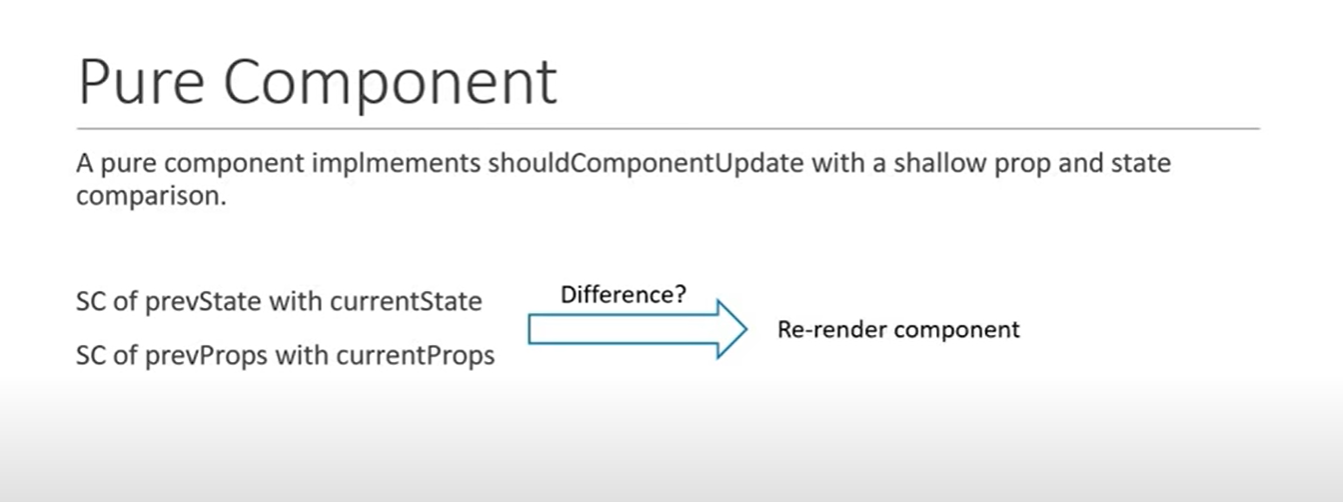 Pure Component
A pure component implmements shouldComponentUpdate with a shallow prop and state
comparison.
SC of prevState with currentState
Difference?
SC of prevProps with currentProps
Re-render component